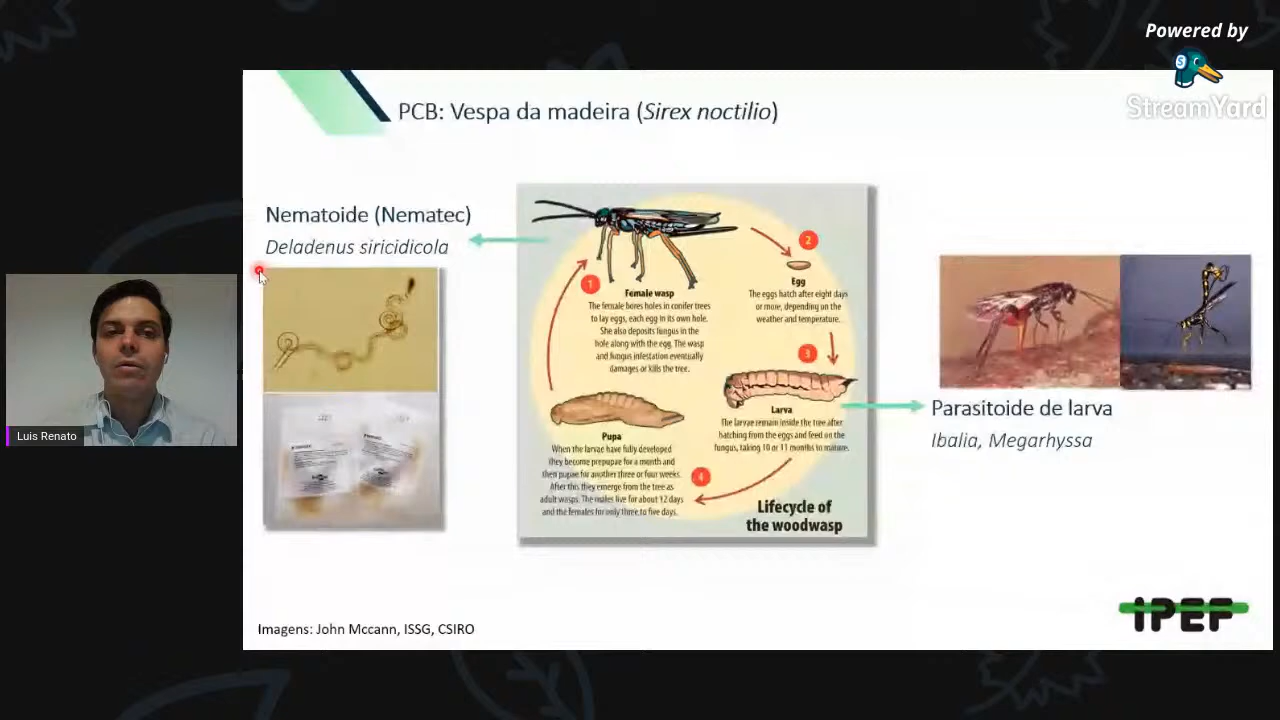 Powered by
StreamYard
PCB: Vespa da madeira (Sirex noctilio)
Nematoide (Nematec)
Deladenus siricidicola
1
Female wasp
The female bores holes in conifer trees
to lay eggs, each egg in its own hole.
She also deposits fungus in the
hole along with the egg. The wasp
and fungus infestation eventually
damages or kills the tree.
2
Egg
The eggs hatch after eight days
or more, depending on the
weather and temperature.
3
Larva
The larvae remain inside the tree after
hatching from the eggs and feed on the
fungus, taking 10 or 11 months to mature.
4
Pupa
When the larvae have fully developed
they become prepupae for a month and
then pupae for another three or four weeks.
After this they emerge from the tree as
adult wasps. The males live for about 12 days
and the females for only three to five days.
Lifecycle of
the woodwasp
Parasitoide de larva
Ibalia, Megarhyssa
Luis Renato
Imagens: John Mccann, ISSG, CSIRO
IPEF